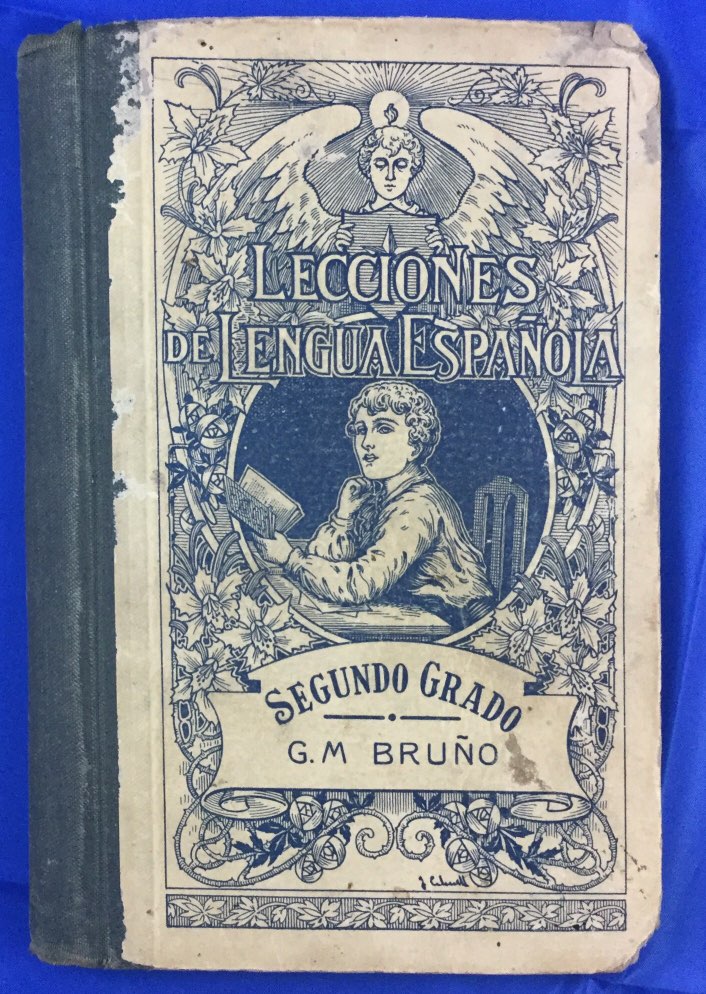 LECCIONES
DE LENGUA ESPAÑOLA
SEGUNDO GRADO
G.M BRUÑO